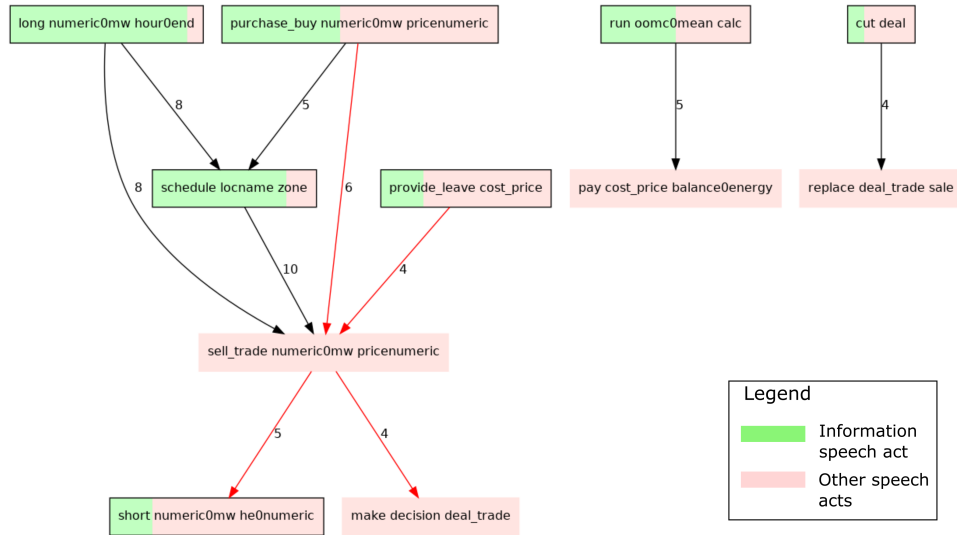 long numeric0mw hour0end
purchase_buy numeric0mw pricenumeric
run oomc0mean calc
cut deal
8
5
5
4
schedule locname zone
provide_leave cost_price
pay cost_price balance0energy
replace deal_trade sale
8
6
10
4
sell_trade numeric0mw pricenumeric
5
4
short numeric0mw he0numeric
make decision deal_trade
Legend
Information
speech act
Other speech
acts